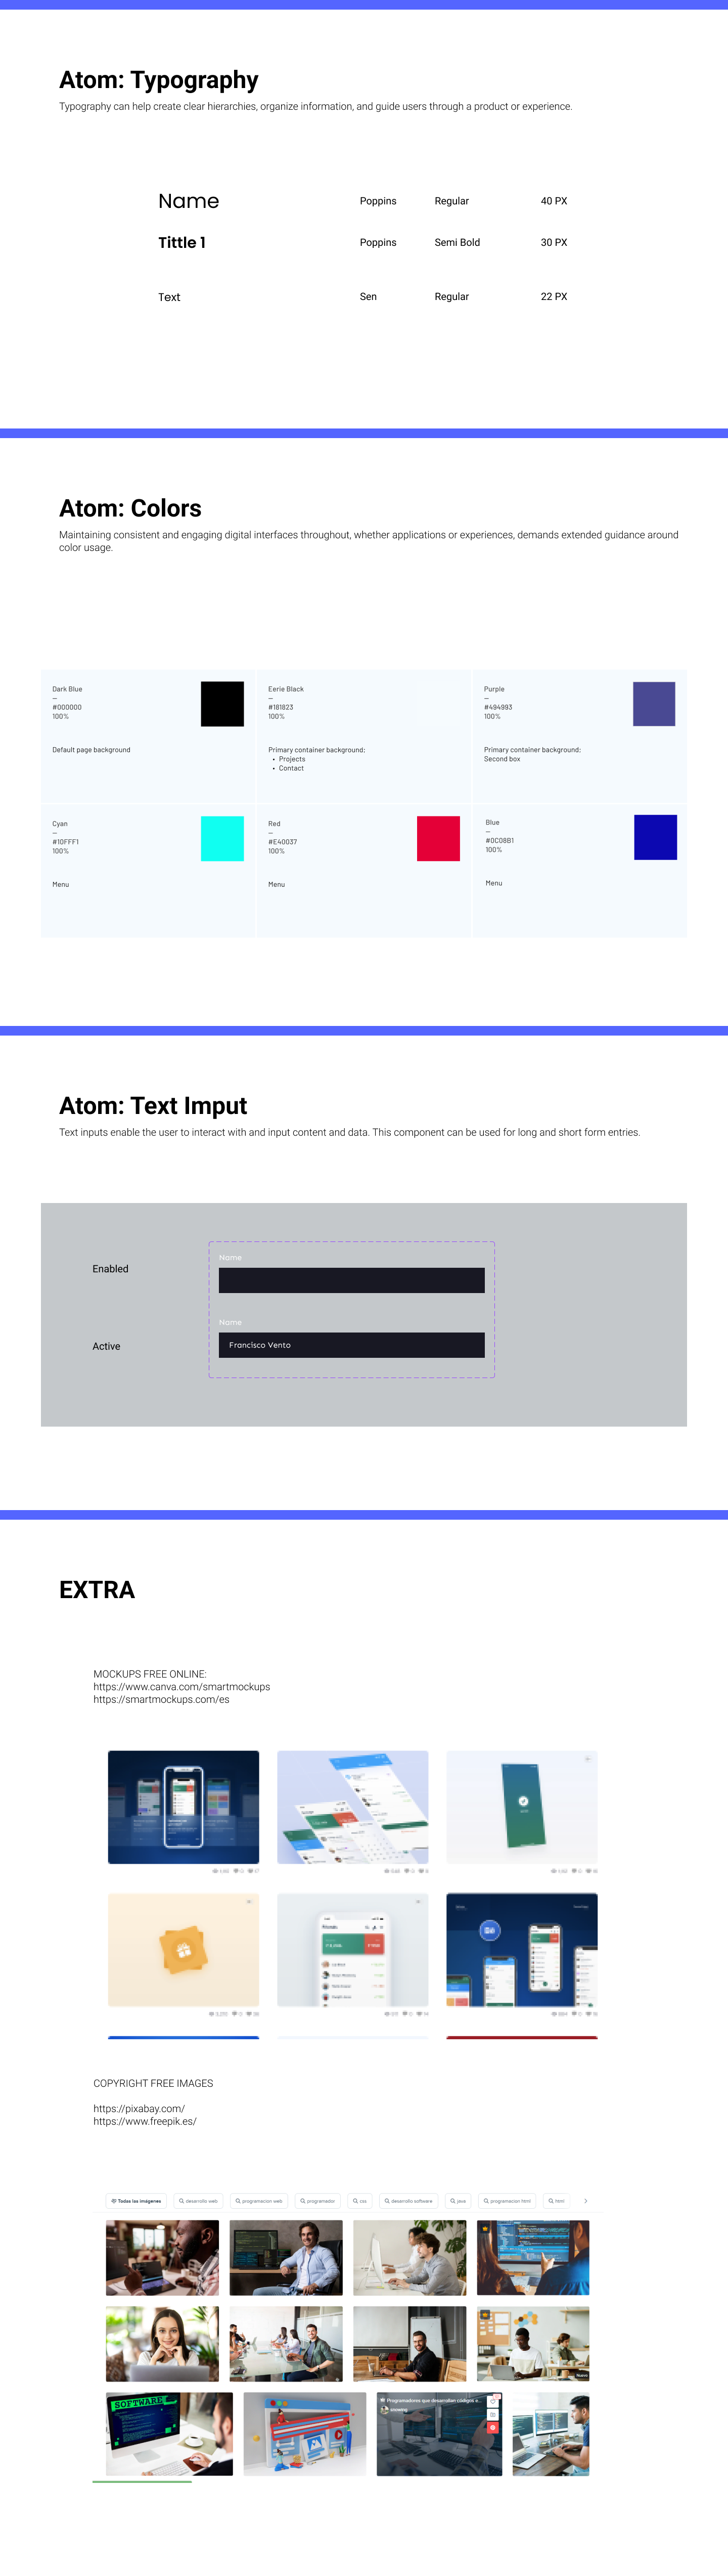 Atom: Typography
Typography can help create clear hierarchies, organize information, and guide users through a product or experience.
Name Poppins Regular 40 PX
Tittle 1 Poppins Semi Bold 30 PX
Text Sen Regular 22 PX
Atom: Colors
Maintaining consistent and engaging digital interfaces throughout, whether applications or experiences, demands extended guidance around
color usage.
Dark Blue
–
#000000
100%
Default page background
Eerie Black
–
#181823
100%
Primary container background:
• Projects
• Contact
Purple
–
#494993
100%
Primary container background:
Second box
Cyan
–
#10FFF1
100%
Menu
Red
–
#E40037
100%
Menu
Blue
–
#0C08B1
100%
Menu
Atom: Text Imput
Text inputs enable the user to interact with and input content and data. This component can be used for long and short form entries.
Enabled
Name
Active
Name
Francisco Vento
EXTRA
MOCKUPS FREE ONLINE:
https://www.canva.com/smartmockups
https://smartmockups.com/es
COPYRIGHT FREE IMAGES
https://pixabay.com/
https://www.freepik.es/
Todas las imágenes desarrollo web programacion web programador css desarrollo software java programacion html html
Nuevo
SOFTWARE
Programadores que desarrollan códigos e...